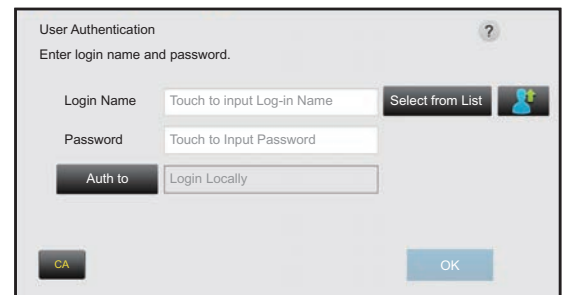 User Authentication
?
Enter login name and password.
Login Name Touch to input Log-in Name Select from List
Password Touch to Input Password
Auth to Login Locally
CA OK